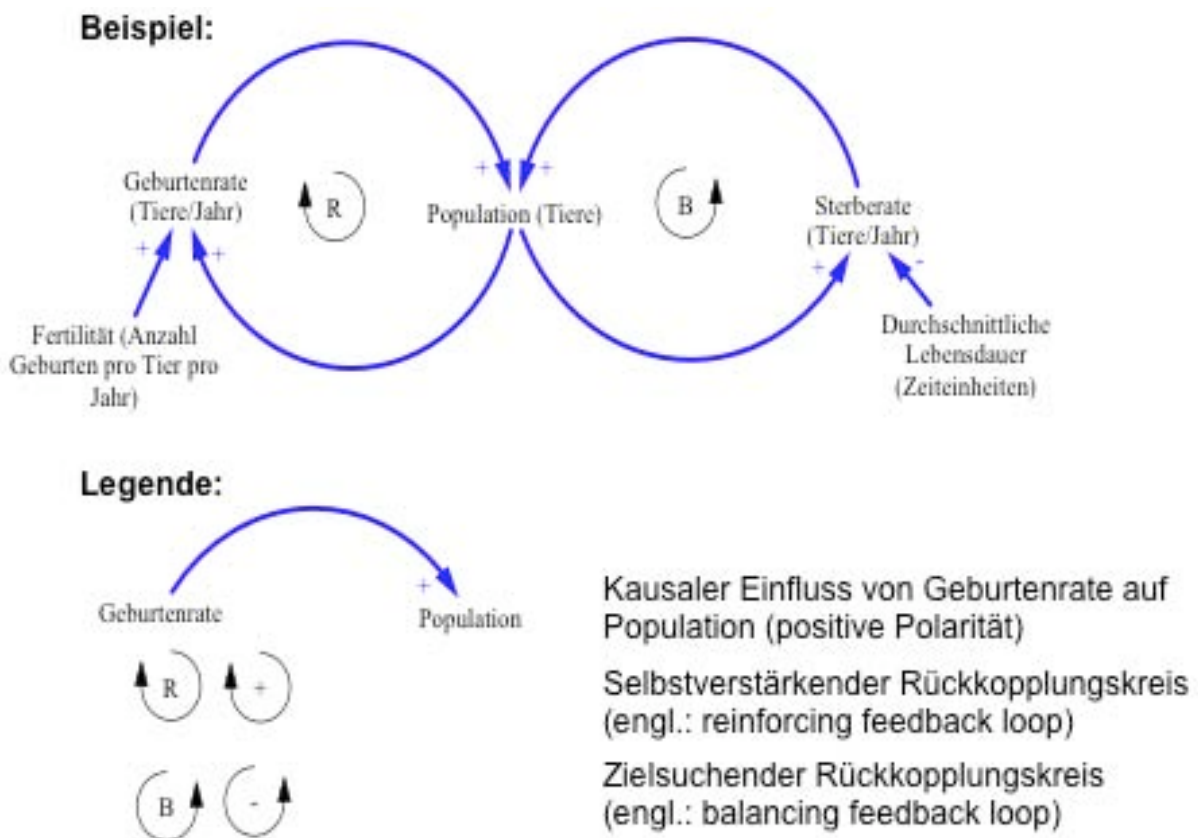 Beispiel:
+
+
Geburtenrate
(Tiere/Jahr)
R
Population (Tiere)
B
Sterberate
(Tiere/Jahr)
+
+
+
-
Fertilität (Anzahl
Geburten pro Tier pro
Jahr)
Durchschnittliche
Lebensdauer
(Zeiteinheiten)
Legende:
+
Geburtenrate
Population
Kausaler Einfluss von Geburtenrate auf
Population (positive Polarität)
R
+
Selbstverstärkender Rückkopplungskreis
(engl.: reinforcing feedback loop)
B
-
Zielsuchender Rückkopplungskreis
(engl.: balancing feedback loop)